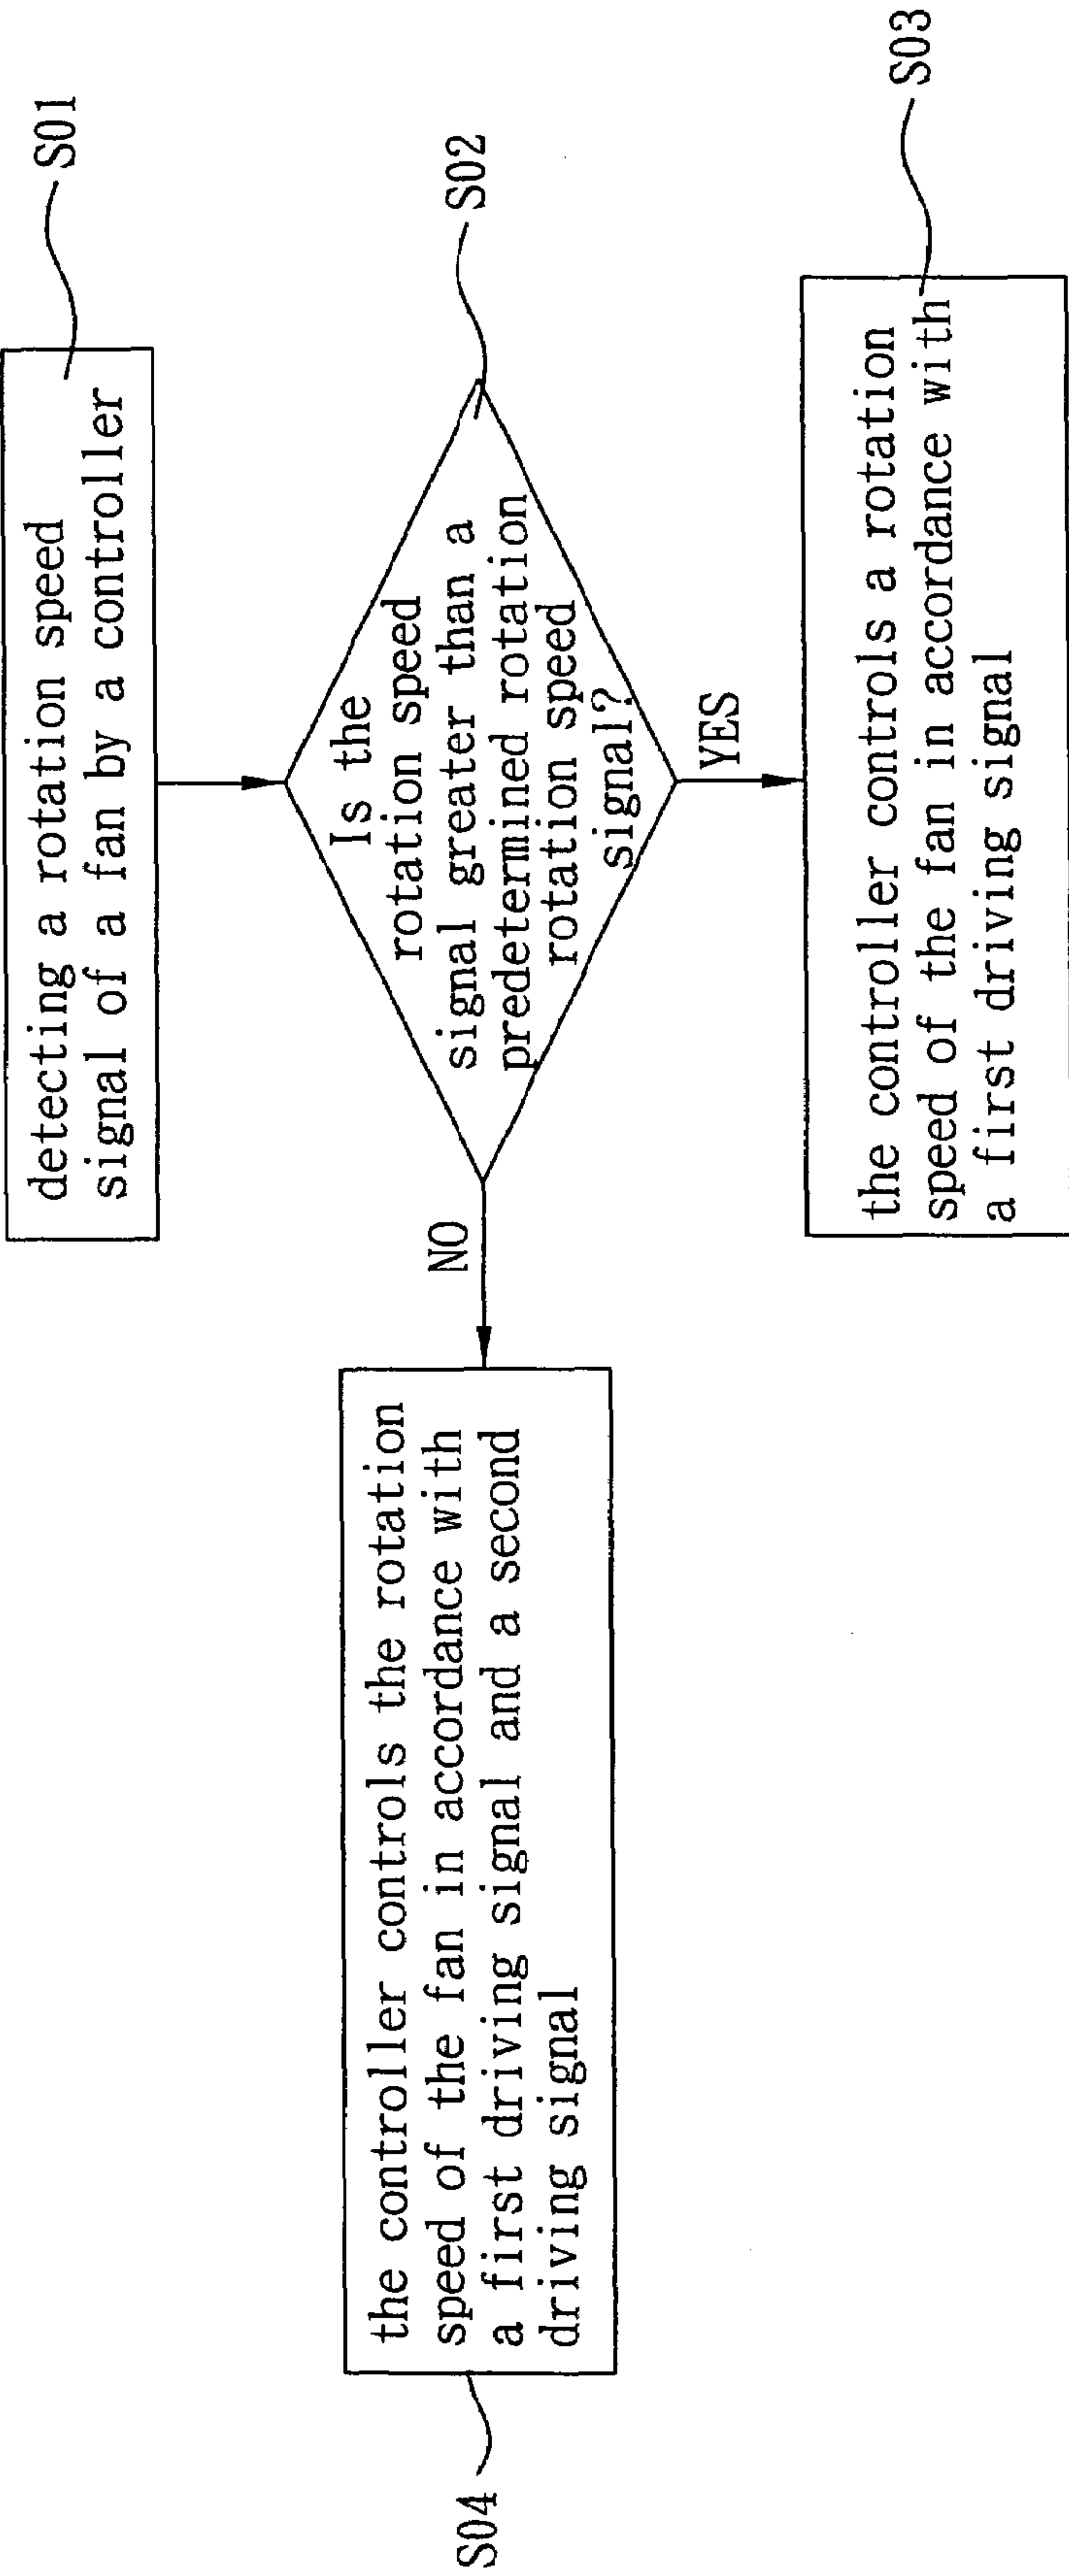 S01
detecting a rotation speed
signal of a fan by a controller
S02
Is the
rotation speed
signal greater than a
predetermined rotation
rotation speed
signal?
NO
YES
S04
the controller controls the rotation
speed of the fan in accordance with
a first driving signal and a second
driving signal
S03
the controller controls a rotation
speed of the fan in accordance with
a first driving signal